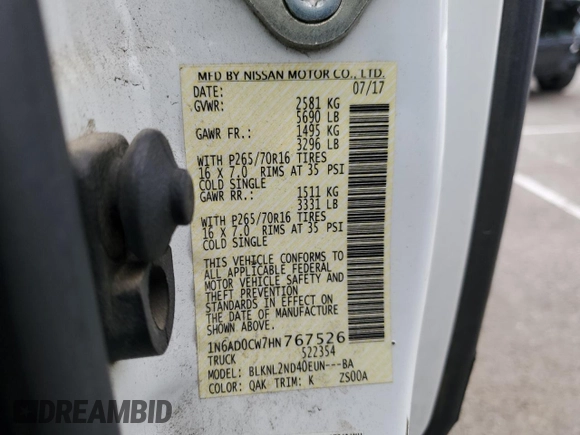 MFD BY NISSAN MOTOR CO., LTD.
DATE: 07/17
GVWR: 2581 KG
5690 LB
GAWR FR.: 1495 KG
3296 LB
WITH P265/70R16 TIRES
16 X 7.0 RIMS AT 35 PSI
COLD SINGLE
GAWR RR.: 1511 KG
3331 LB
WITH P265/70R16 TIRES
16 X 7.0 RIMS AT 35 PSI
COLD SINGLE
THIS VEHICLE CONFORMS TO
ALL APPLICABLE FEDERAL
MOTOR VEHICLE SAFETY AND
THEFT PREVENTION
STANDARDS IN EFFECT ON
THE DATE OF MANUFACTURE
SHOWN ABOVE.
1N6AD0CW7HN767526
TRUCK 522354
MODEL: BLKNL2ND40EUN---BA
COLOR: QAK TRIM: K ZS00A
DREAMBID